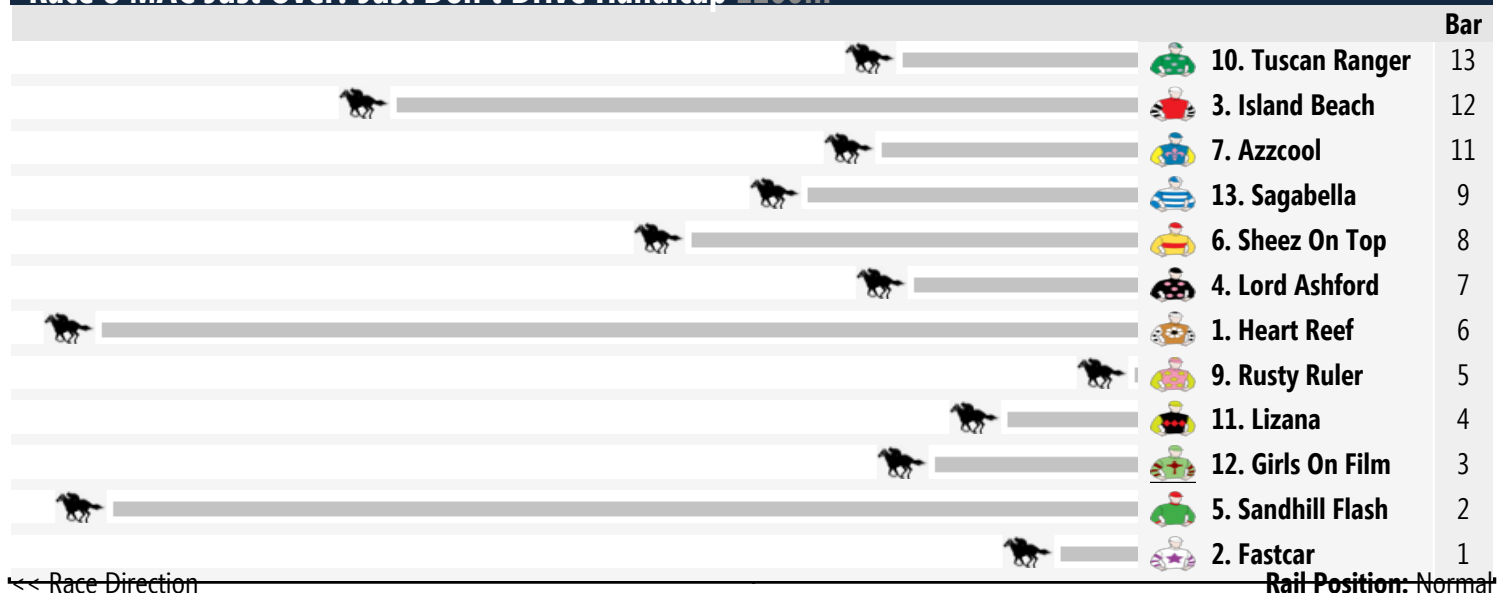 Bar
10. Tuscan Ranger 13
3. Island Beach 12
7. Azzcool 11
13. Sagabella 9
6. Sheez On Top 8
4. Lord Ashford 7
1. Heart Reef 6
9. Rusty Ruler 5
11. Lizana 4
12. Girls On Film 3
5. Sandhill Flash 2
2. Fastcar 1
<< Race Direction Rail Position: Normal